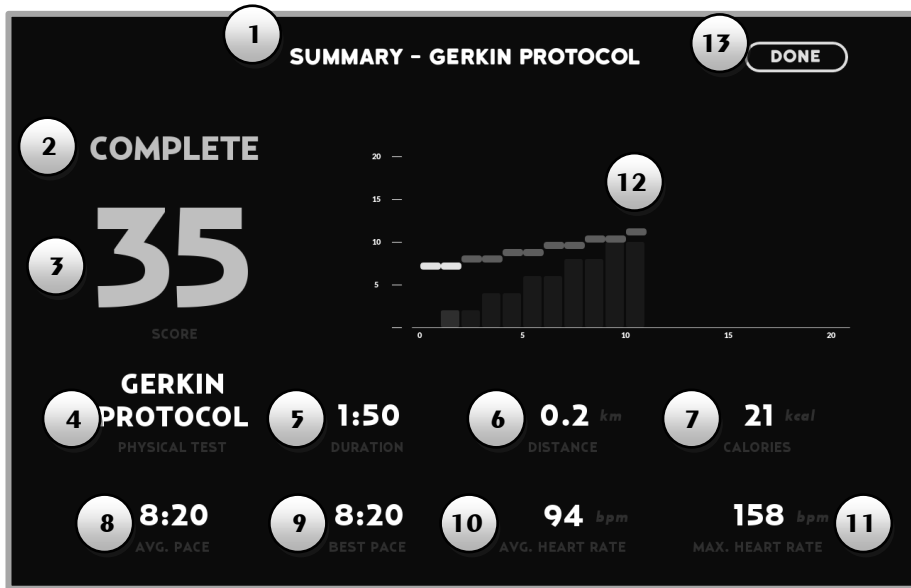 1
SUMMARY - GERKIN PROTOCOL
13
DONE
2
COMPLETE
20
15
12
10
3
35
5
SCORE
0
5
10
15
20
GERKIN
4
PROTOCOL
5
1:50
6
0.2 km
7
21 kcal
PHYSICAL TEST
DURATION
DISTANCE
CALORIES
8
8:20
9
8:20
10
94 bpm
158 bpm
11
AVG. PACE
BEST PACE
AVG. HEART RATE
MAX. HEART RATE